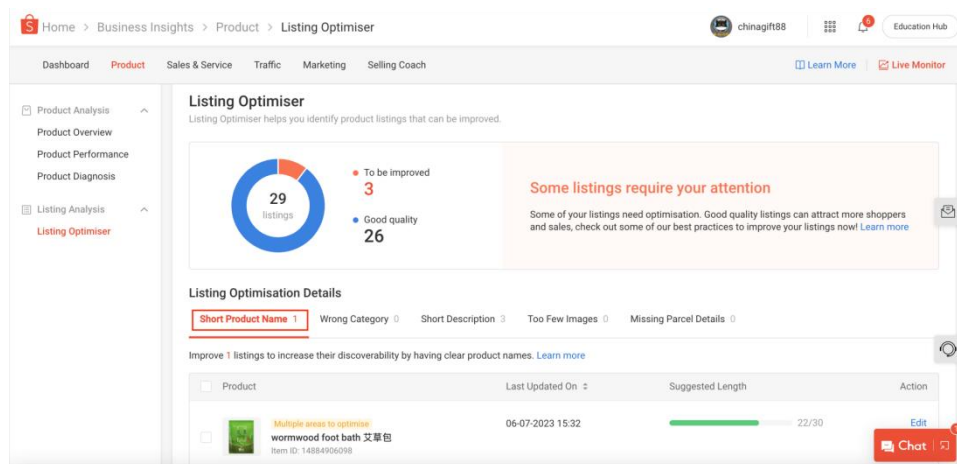 Home > Business Insights > Product > Listing Optimiser
chinagift88
6
Education Hub
Dashboard Product Sales & Service Traffic Marketing Selling Coach
Learn More
Live Monitor
Product Analysis
Product Overview
Product Performance
Product Diagnosis
Listing Analysis
Listing Optimiser
Listing Optimiser
Listing Optimiser helps you identify product listings that can be improved.
29
listings
To be improved
3
Good quality
26
Some listings require your attention
Some of your listings need optimisation. Good quality listings can attract more shoppers
and sales, check out some of our best practices to improve your listings now! Learn more
Listing Optimisation Details
Short Product Name 1 Wrong Category 0 Short Description 3 Too Few Images 0 Missing Parcel Details 0
Improve 1 listings to increase their discoverability by having clear product names. Learn more
Product Last Updated On Suggested Length Action
Multiple areas to optimise
wormwood foot bath 艾草包
Item ID: 14884906098
06-07-2023 15:32
22/30
Edit
Chat